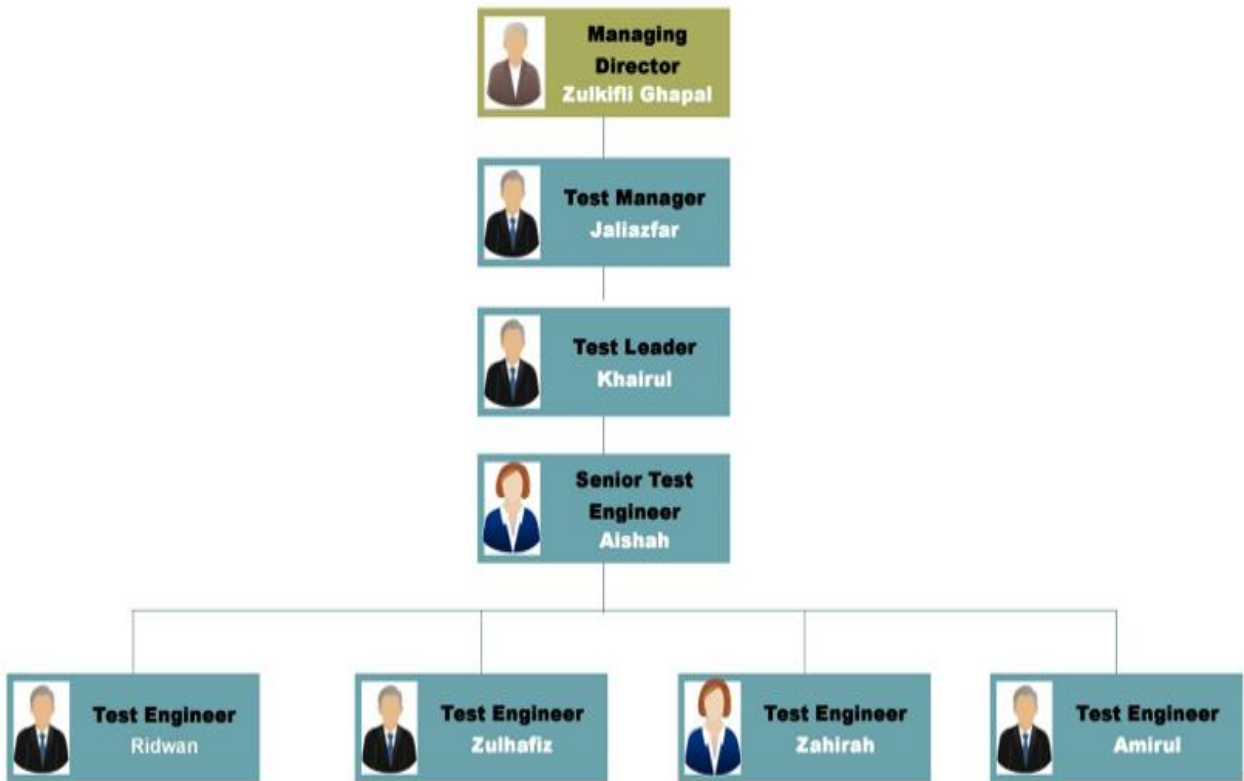 Managing
Director
Zulkifli Ghapal
Test Manager
Jaliazfar
Test Leader
Khairul
Senior Test
Engineer
Aishah
Test Engineer
Ridwan
Test Engineer
Zulhafiz
Test Engineer
Zahirah
Test Engineer
Amirul